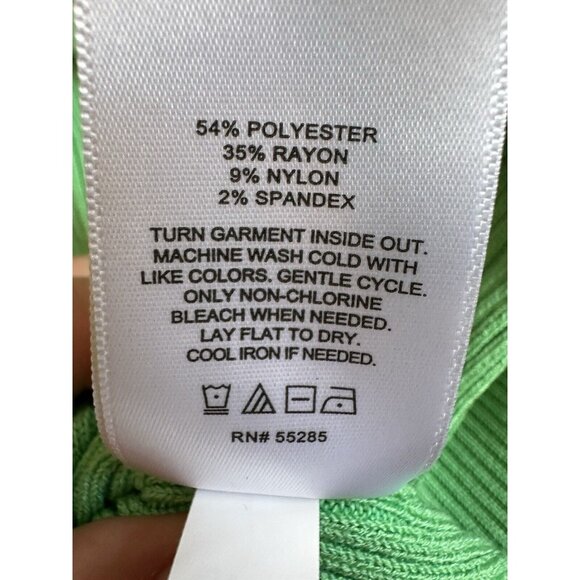 54% POLYESTER
35% RAYON
9% NYLON
2% SPANDEX
TURN GARMENT INSIDE OUT.
MACHINE WASH COLD WITH
LIKE COLORS. GENTLE CYCLE.
ONLY NON-CHLORINE
BLEACH WHEN NEEDED.
LAY FLAT TO DRY.
COOL IRON IF NEEDED.
RN# 55285